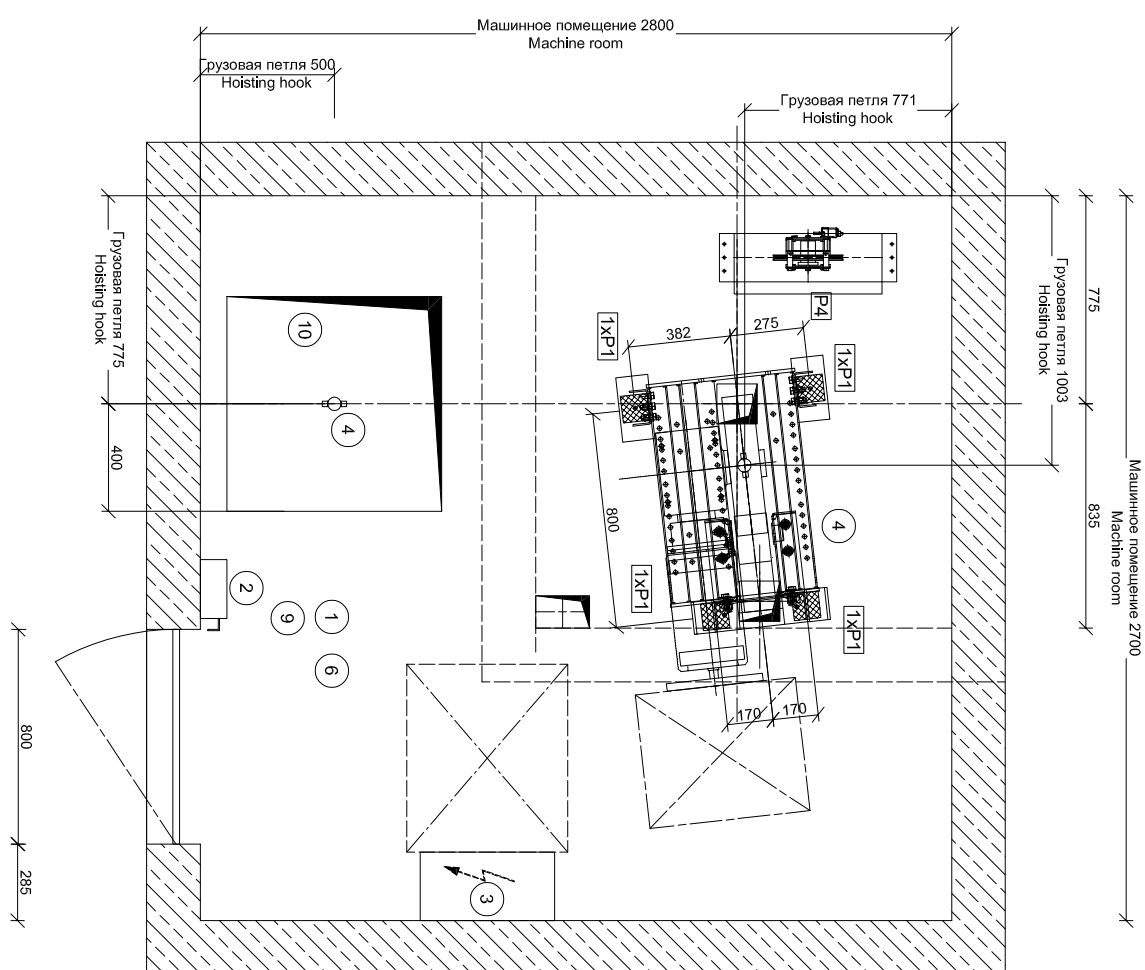 Машинное помещение 2800
Machine room
Грузовая петля 500
Hoisting hook
Грузовая петля 771
Hoisting hook
Грузовая петля 775
Hoisting hook
400
Грузовая петля 1003
Hoisting hook
775
835
Машинное помещение 2700
Machine room
P4
1xP1
382
275
1xP1
10
4
800
4
1xP1
1xP1
2
9
1
6
170
170
3
800
285